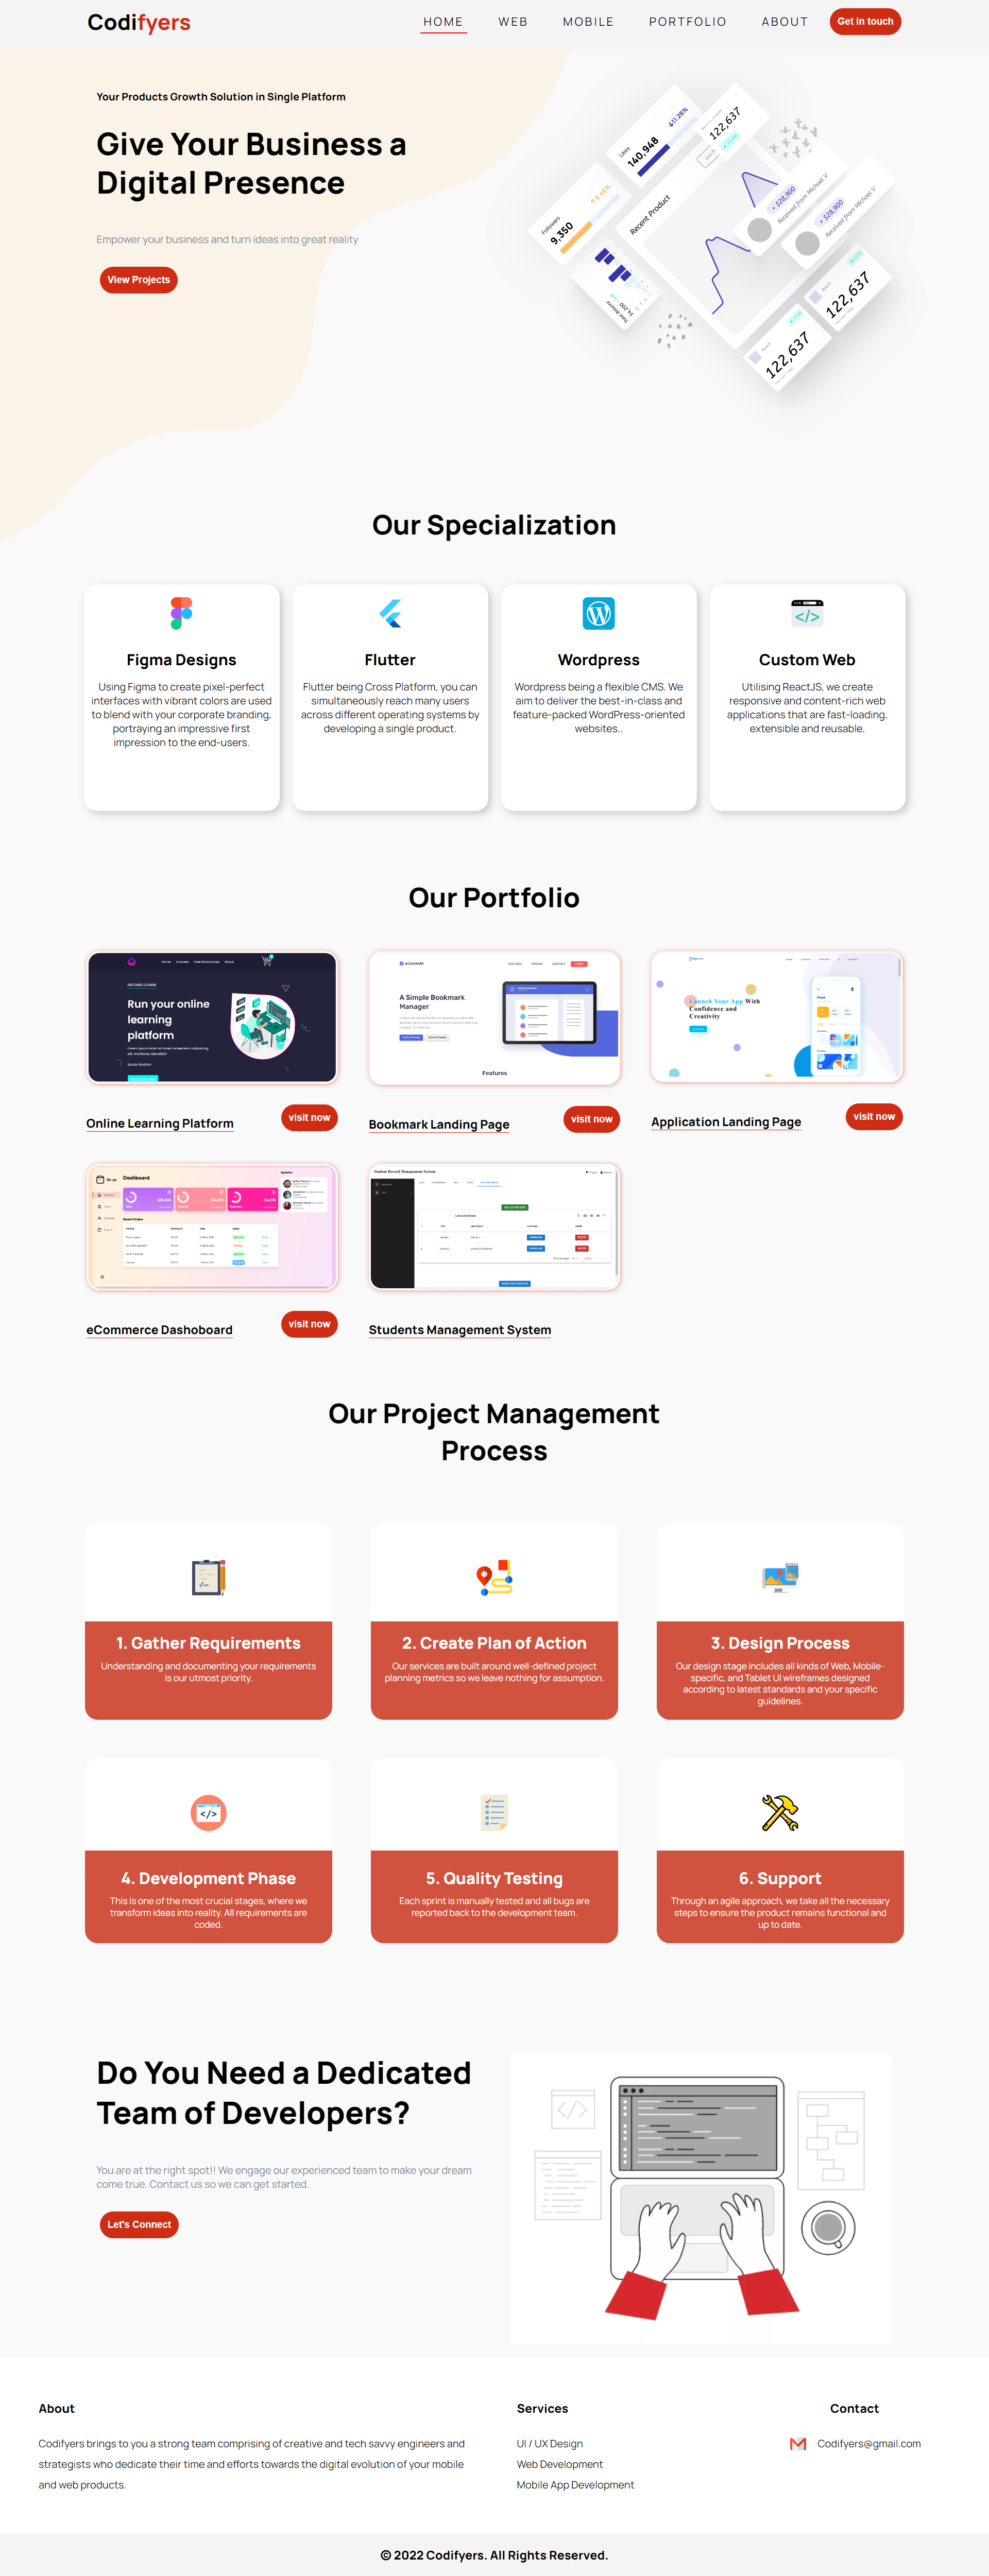 Codifyers
HOME WEB MOBILE PORTFOLIO ABOUT Get in touch
Your Products Growth Solution in Single Platform
Give Your Business a
Digital Presence
Empower your business and turn ideas into great reality
View Projects
Likes
140,948
11.28%
122,637
Followers
9,350
8.46%
Recent Product
+ $28,900
Received from Michael V
+ $28,900
Received from Michael V
122,637
122,637
Our Specialization
Figma Designs
Using Figma to create pixel-perfect
interfaces with vibrant colors are used
to blend with your corporate branding,
portraying an impressive first
impression to the end-users.
Flutter
Flutter being Cross Platform, you can
simultaneously reach many users
across different operating systems by
developing a single product.
Wordpress
Wordpress being a flexible CMS. We
aim to deliver the best-in-class and
feature-packed WordPress-oriented
websites..
Custom Web
Utilising ReactJS, we create
responsive and content-rich web
applications that are fast-loading,
extensible and reusable.
Our Portfolio
Run your online
learning
platform
Online Learning Platform
visit now
A Simple Bookmark
Manager
Features
Bookmark Landing Page
visit now
Launch Your App With
Confidence and
Creativity
Application Landing Page
visit now
Dashboard
eCommerce Dashoboard
visit now
Student Record Management System
Students Management System
Our Project Management
Process
1. Gather Requirements
Understanding and documenting your requirements
is our utmost priority.
2. Create Plan of Action
Our services are built around well-defined project
planning metrics so we leave nothing for assumption.
3. Design Process
Our design stage includes all kinds of Web, Mobile-
specific, and Tablet UI wireframes designed
according to latest standards and your specific
guidelines.
4. Development Phase
This is one of the most crucial stages, where we
transform ideas into reality. All requirements are
coded.
5. Quality Testing
Each sprint is manually tested and all bugs are
reported back to the development team.
6. Support
Through an agile approach, we take all the necessary
steps to ensure the product remains functional and
up to date.
Do You Need a Dedicated
Team of Developers?
You are at the right spot!! We engage our experienced team to make your dream
come true. Contact us so we can get started.
Let's Connect
About
Codifyers brings to you a strong team comprising of creative and tech savvy engineers and
strategists who dedicate their time and efforts towards the digital evolution of your mobile
and web products.
Services
UI / UX Design
Web Development
Mobile App Development
Contact
Codifyers@gmail.com
© 2022 Codifyers. All Rights Reserved.